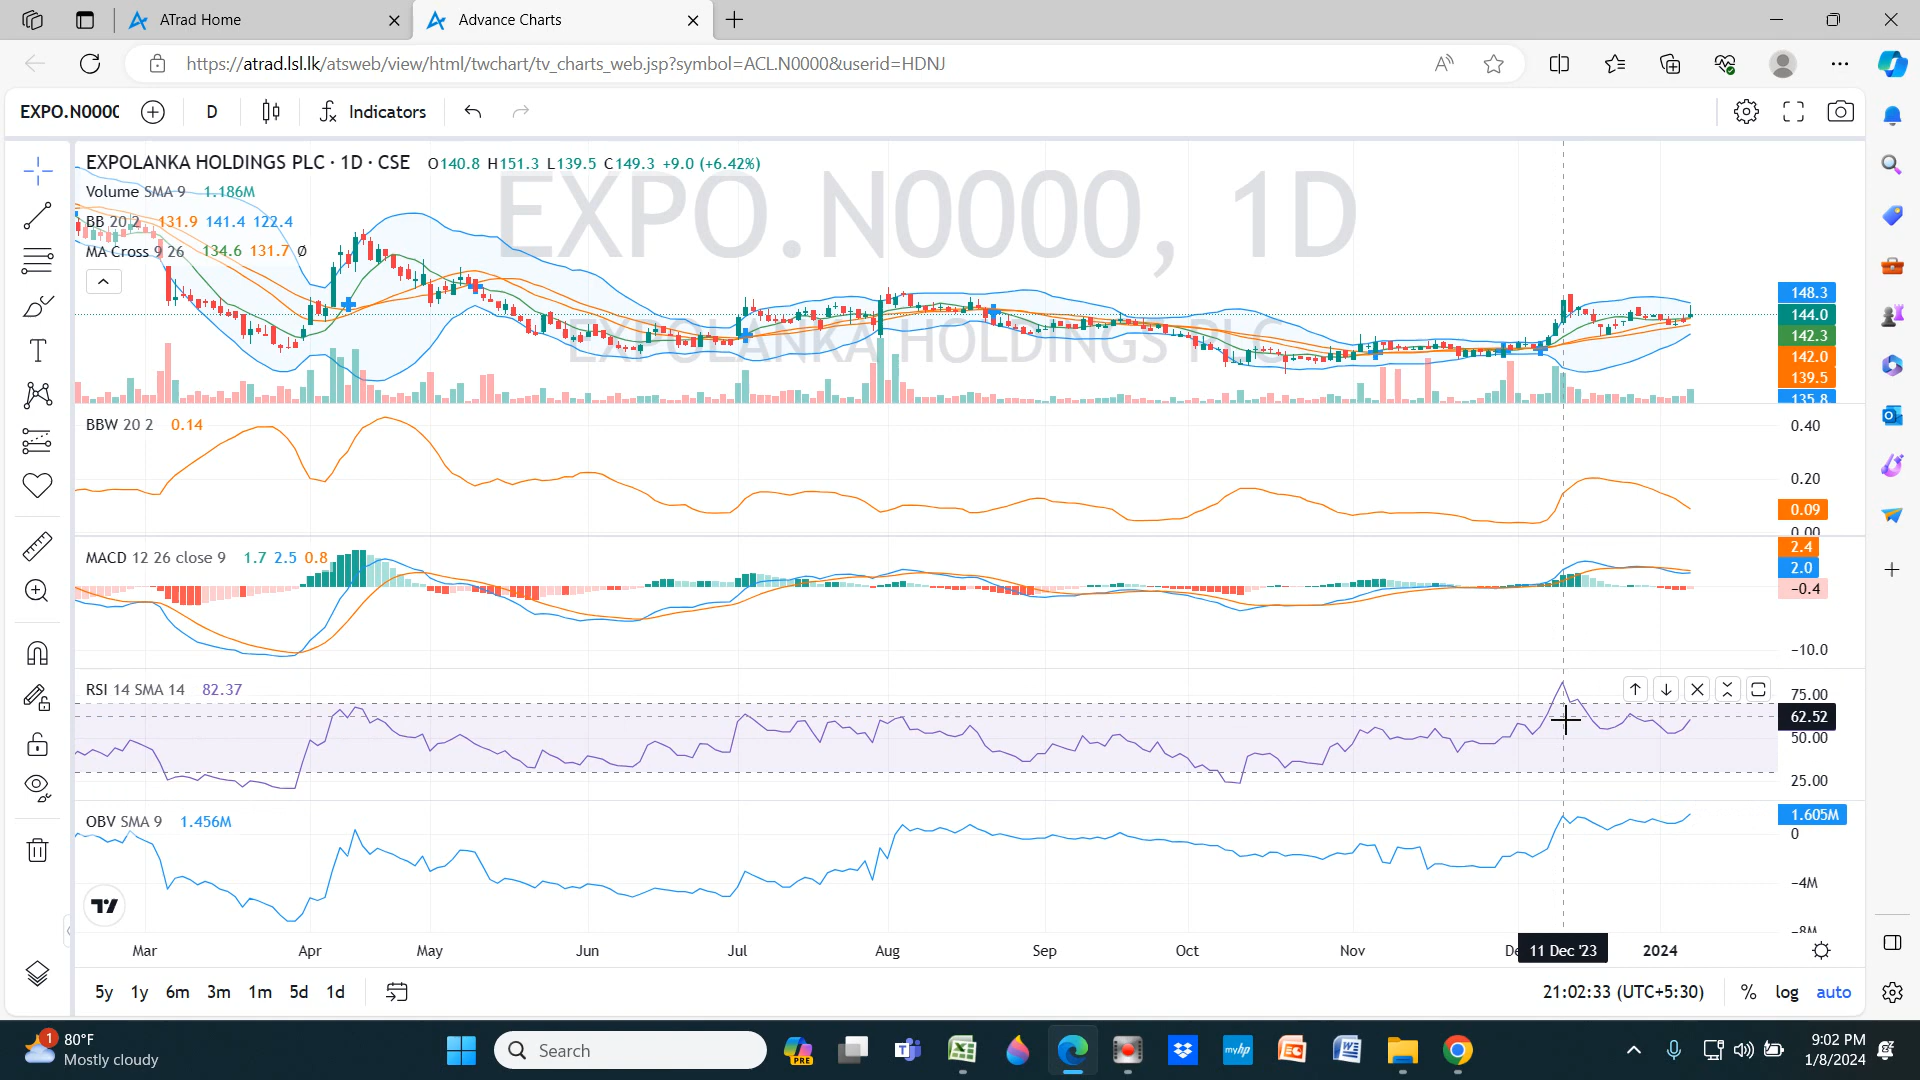 ATrad Home
Advance Charts
https://atrad.lsl.lk/atsweb/view/html/twchart/tv_charts_web.jsp?symbol=ACL.N0000&userid=HDNJ
EXPO.N0000
D
Indicators
EXPOLANKA HOLDINGS PLC · 1D · CSE O140.8 H151.3 L139.5 C149.3 +9.0 (+6.42%)
Volume SMA 9 1.186M
BB 20 2 131.9 141.4 122.4
MA Cross 9 26 134.6 131.7 Ø
EXPO.N0000, 1D
EXPOLANKA HOLDINGS PLC
148.3
144.0
142.3
142.0
139.5
135.8
BBW 20 2 0.14
0.40
0.20
0.09
0.00
MACD 12 26 close 9 1.7 2.5 0.8
2.4
2.0
−0.4
−10.0
RSI 14 SMA 14 82.37
75.00
62.52
50.00
25.00
OBV SMA 9 1.456M
1.605M
0
−4M
−8M
Mar Apr May Jun Jul Aug Sep Oct Nov De 11 Dec '23 2024
5y 1y 6m 3m 1m 5d 1d
21:02:33 (UTC+5:30) % log auto
1
80°F
Mostly cloudy
Search
PRE
myhp
9:02 PM
1/8/2024